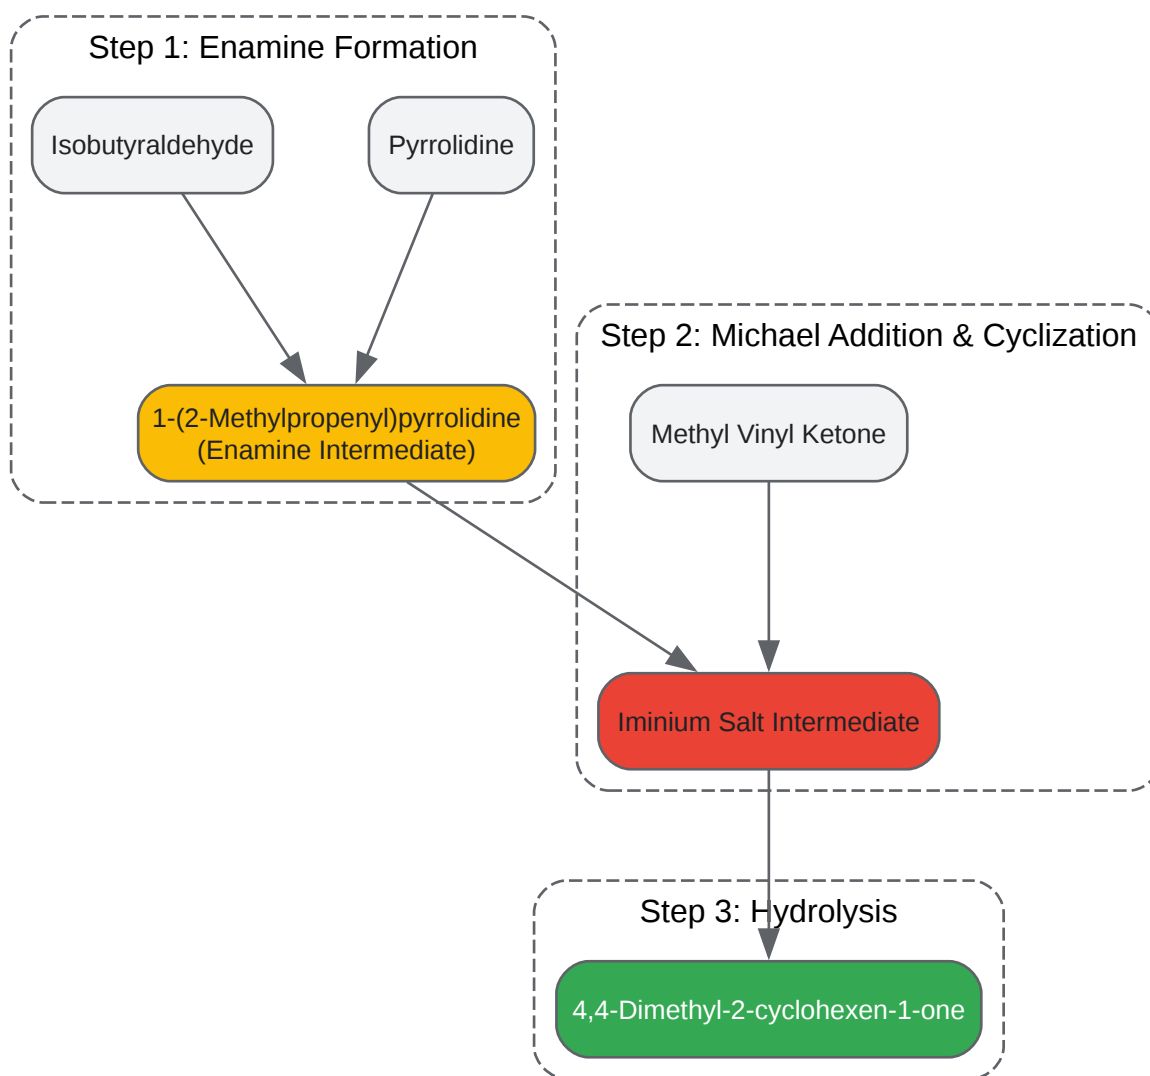 Step 1: Enamine Formation
Isobutyraldehyde
Pyrrolidine
1-(2-Methylpropenyl)pyrrolidine
(Enamine Intermediate)
Step 2: Michael Addition & Cyclization
Methyl Vinyl Ketone
Iminium Salt Intermediate
Step 3: Hydrolysis
4,4-Dimethyl-2-cyclohexen-1-one